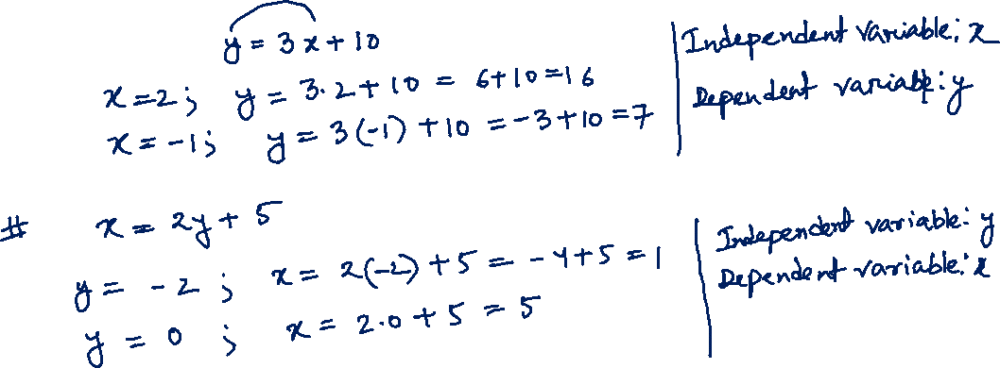 y = 3x + 10
x = 2; y = 3·2 + 10 = 6 + 10 = 16
x = -1; y = 3(-1) + 10 = -3 + 10 = 7
Independent variable: x
Dependent variable: y
# x = 2y + 5
y = -2; x = 2(-2) + 5 = -4 + 5 = 1
y = 0; x = 2·0 + 5 = 5
Independent variable: y
Dependent variable: x